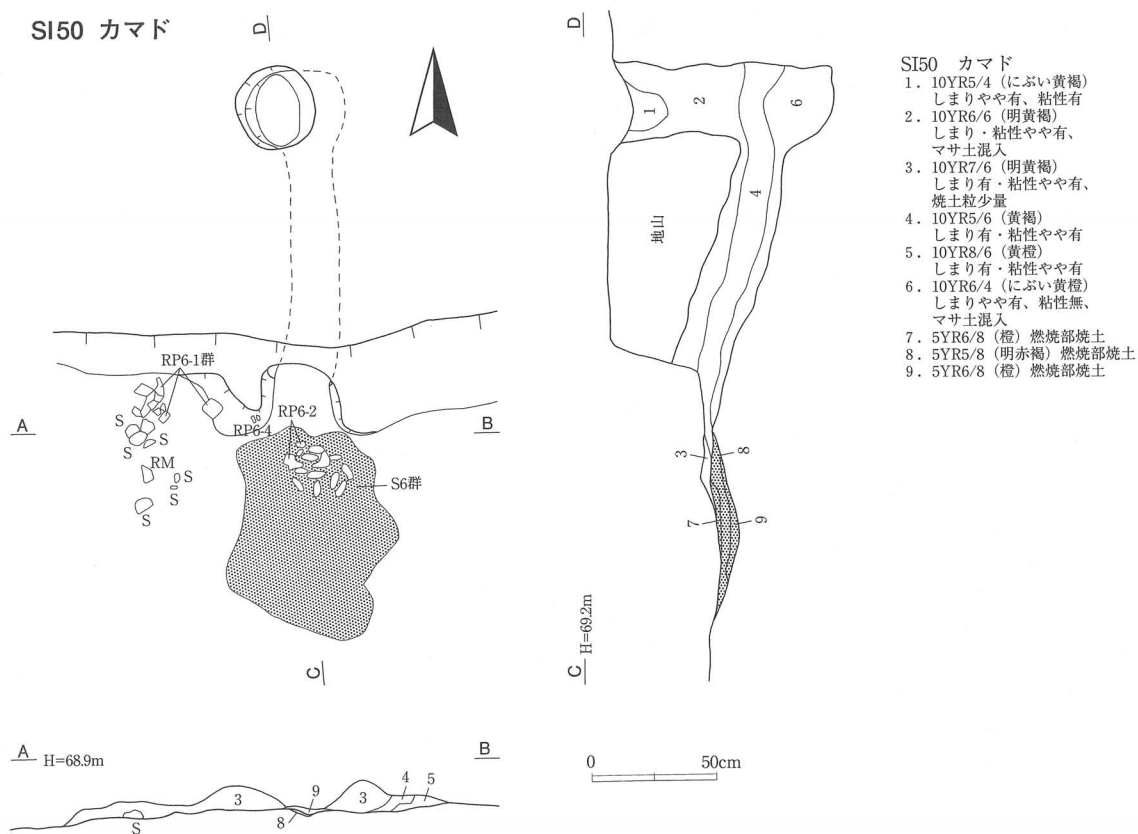 SI50 カマド
D
RP6-1群
S
A
S
S
RP6-4
RP6-2
B
RM
S
S
S
S6群
C
D
1
2
6
4
地山
3
8
7
9
C
H=69.2m
SI50 カマド
1. 10YR5/4（にぶい黄褐）
しまりやや有、粘性有
2. 10YR6/6（明黄褐）
しまり・粘性やや有、
マサ土混入
3. 10YR7/6（明黄褐）
しまり有・粘性やや有、
焼土粒少量
4. 10YR5/6（黄褐）
しまり有・粘性やや有
5. 10YR8/6（黄橙）
しまり有・粘性やや有
6. 10YR6/4（にぶい黄橙）
しまりやや有、粘性無、
マサ土混入
7. 5YR6/8（橙）燃焼部焼土
8. 5YR5/8（明赤褐）燃焼部焼土
9. 5YR6/8（橙）燃焼部焼土
A H=68.9m
B
3
9
3
4
5
8
S
0 50cm